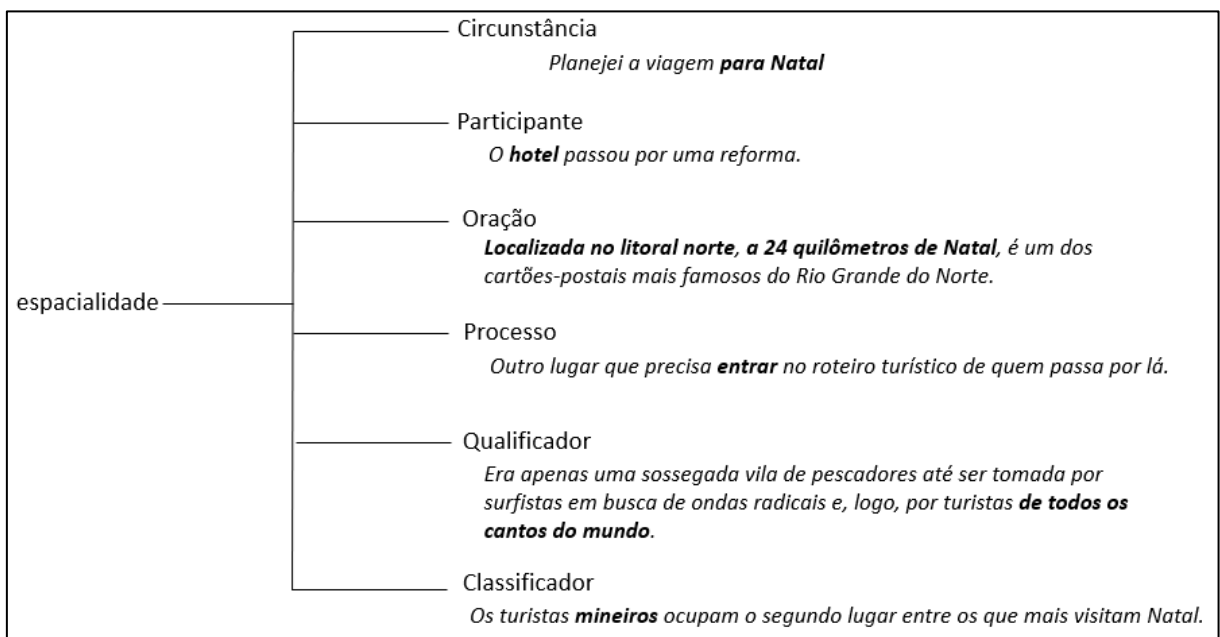 Circunstância
Planejei a viagem para Natal
Participante
O hotel passou por uma reforma.
Oração
Localizada no litoral norte, a 24 quilômetros de Natal, é um dos
cartões-postais mais famosos do Rio Grande do Norte.
espacialidade
Processo
Outro lugar que precisa entrar no roteiro turístico de quem passa por lá.
Qualificador
Era apenas uma sossegada vila de pescadores até ser tomada por
surfistas em busca de ondas radicais e, logo, por turistas de todos os
cantos do mundo.
Classificador
Os turistas mineiros ocupam o segundo lugar entre os que mais visitam Natal.